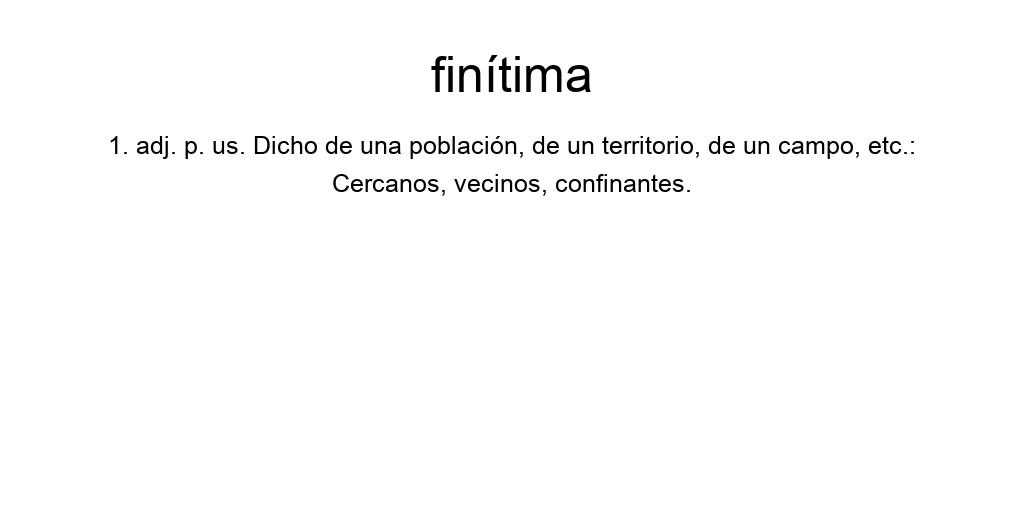 finítima
1. adj. p. us. Dicho de una población, de un territorio, de un campo, etc.:
Cercanos, vecinos, confinantes.